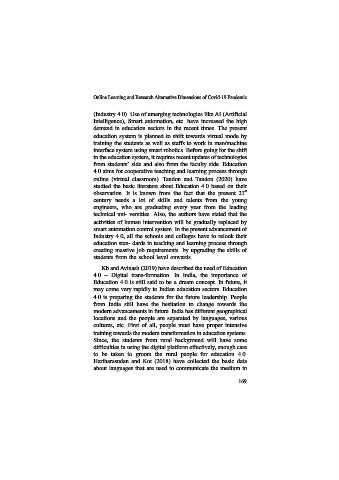 Online Learning and Research Alternative Dimensions of Covid-19 Pandemic
(Industry 4.0). Use of emerging technologies like AI (Artificial
Intelligence), Smart automation, etc. have increased the high
demand in education sectors in the recent times. The present
education system is planned to shift towards virtual mode by
training the students as well as staffs to work in man/machine
interface system using smart robotics. Before going for the shift
in the education system, it requires recent updates of technologies
from students' side and also from the faculty side. Education
4.0 aims for cooperative teaching and learning process through
online (virtual classroom). Tandon and Tandon (2020) have
studied the basic literature about Education 4.0 based on their
observation. It is known from the fact that the present 21st
century needs a lot of skills and talents from the young
engineers, who are graduating every year from the leading
technical uni- versities. Also, the authors have stated that the
activities of human intervention will be gradually replaced by
smart automation control system. In the present advancement of
Industry 4.0, all the schools and colleges have to relook their
education stan- dards in teaching and learning process through
creating massive job requirements by upgrading the skills of
students from the school level onwards.
Kb and Avinash (2019) have described the need of Education
4.0 – Digital trans-formation. In India, the importance of
Education 4.0 is still said to be a dream concept. In future, it
may come very rapidly in Indian education sectors. Education
4.0 is preparing the students for the future leadership. People
from India still have the hesitation to change towards the
modern advancements in future. India has different geographical
locations and the people are separated by languages, various
cultures, etc. First of all, people must have proper intensive
training towards the modern transformation in education systems.
Since, the students from rural background will have some
difficulties in using the digital platform effectively, enough care
to be taken to groom the rural people for education 4.0.
Hariharasudan and Kot (2018) have collected the basic data
about languages that are used to communicate the medium in
169